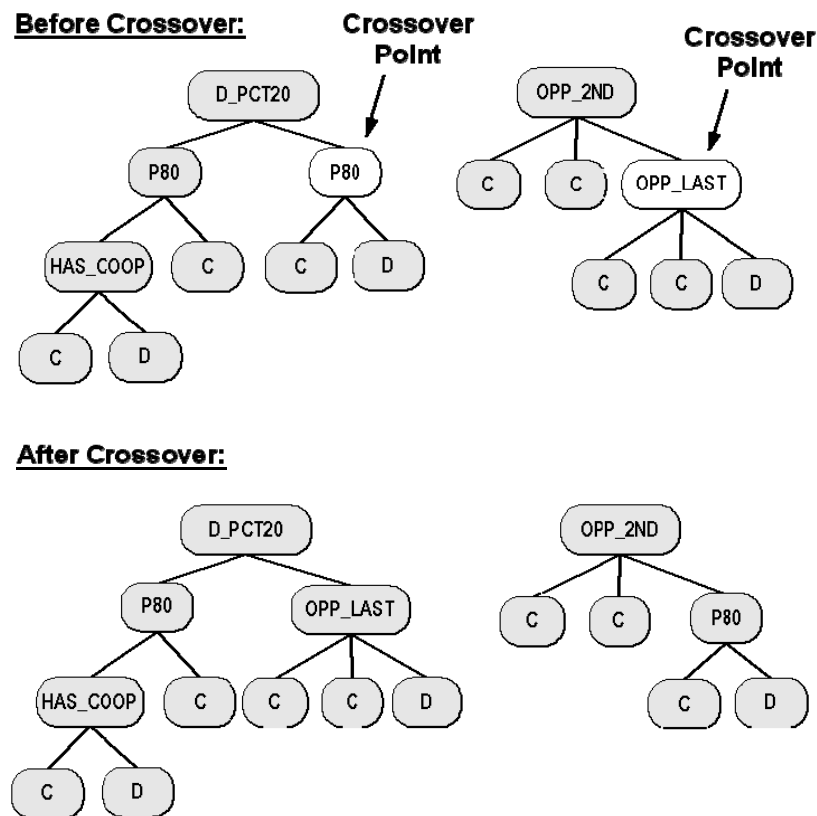 Before Crossover:
Crossover
Point
Crossover
Point
D_PCT20
OPP_2ND
P80
P80
C
C
OPP_LAST
HAS_COOP
C
C
D
C
C
D
C
D
After Crossover:
D_PCT20
OPP_2ND
P80
OPP_LAST
C
C
P80
HAS_COOP
C
C
C
D
C
D
C
D